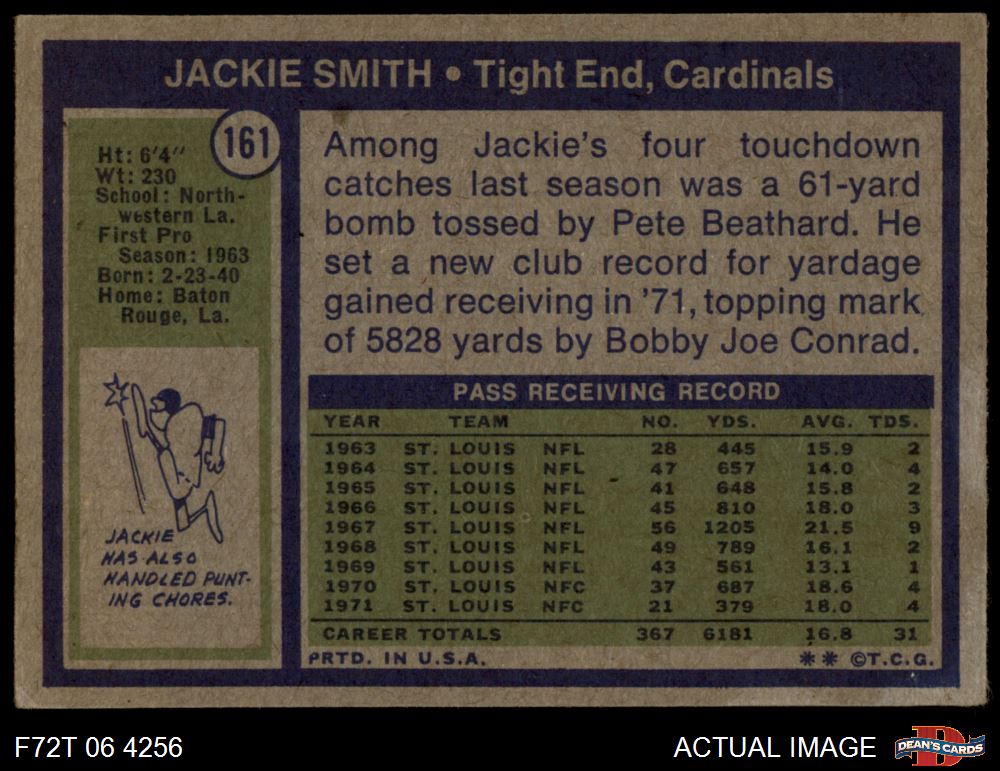 JACKIE SMITH • Tight End, Cardinals
161
Ht: 6'4"
Wt: 230
School: North-
western La.
First Pro
Season: 1963
Born: 2-23-40
Home: Baton
Rouge, La.
JACKIE
HAS ALSO
HANDLED PUNT-
ING CHORES.
Among Jackie's four touchdown
catches last season was a 61-yard
bomb tossed by Pete Beathard. He
set a new club record for yardage
gained receiving in '71, topping mark
of 5828 yards by Bobby Joe Conrad.
PASS RECEIVING RECORD
YEAR TEAM NO. YDS. AVG. TDS.
1963 ST. LOUIS NFL 28 445 15.9 2
1964 ST. LOUIS NFL 47 657 14.0 4
1965 ST. LOUIS NFL 41 648 15.8 2
1966 ST. LOUIS NFL 45 810 18.0 3
1967 ST. LOUIS NFL 56 1205 21.5 9
1968 ST. LOUIS NFL 49 789 16.1 2
1969 ST. LOUIS NFL 43 561 13.1 1
1970 ST. LOUIS NFC 37 687 18.6 4
1971 ST. LOUIS NFC 21 379 18.0 4
CAREER TOTALS 367 6181 16.8 31
PRTD. IN U.S.A. ** ©T.C.G.
F72T 06 4256 ACTUAL IMAGE
D
DEAN'S CARDS